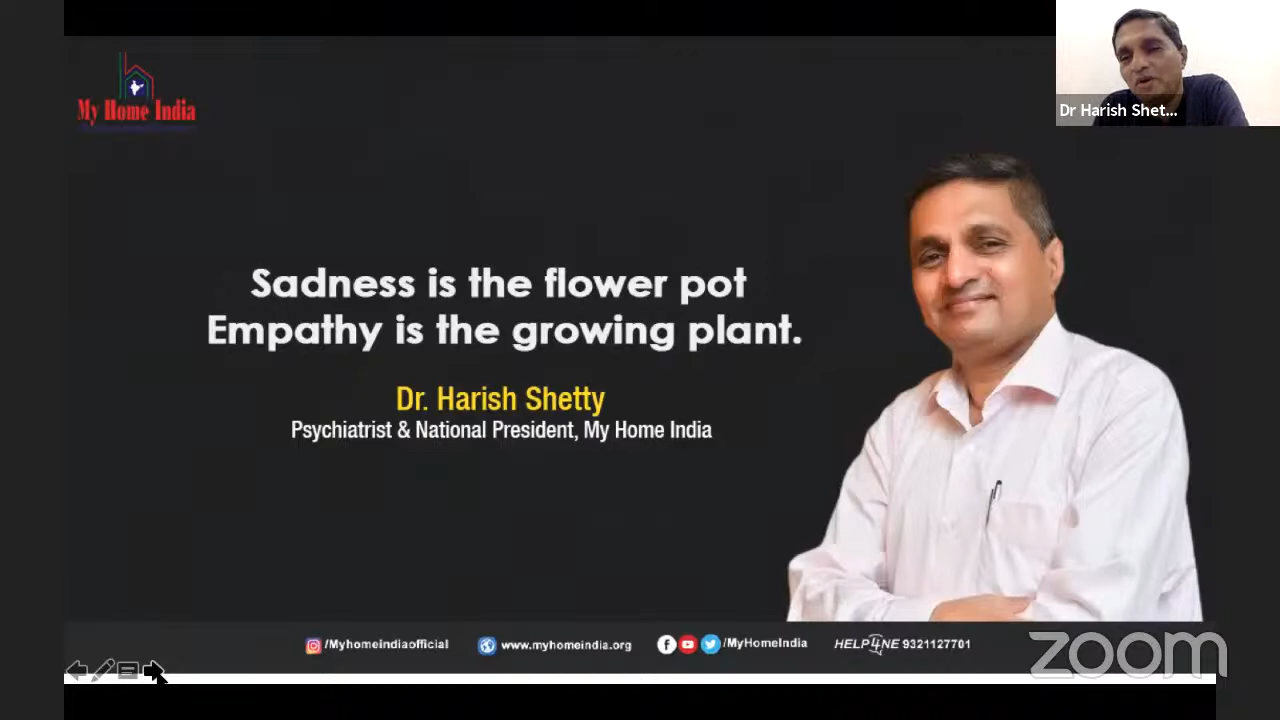 My Home India
Dr Harish Shet...
Sadness is the flower pot
Empathy is the growing plant.
Dr. Harish Shetty
Psychiatrist & National President, My Home India
/Myhomeindiaofficial
www.myhomeindia.org
/MyHomeIndia
HELP4NE 9321127701
zoom